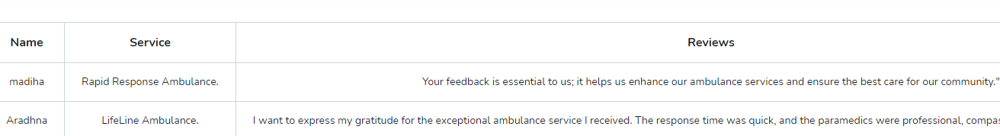 Name Service Reviews
madiha Rapid Response Ambulance. Your feedback is essential to us; it helps us enhance our ambulance services and ensure the best care for our community."
Aradhna LifeLine Ambulance. I want to express my gratitude for the exceptional ambulance service I received. The response time was quick, and the paramedics were professional,